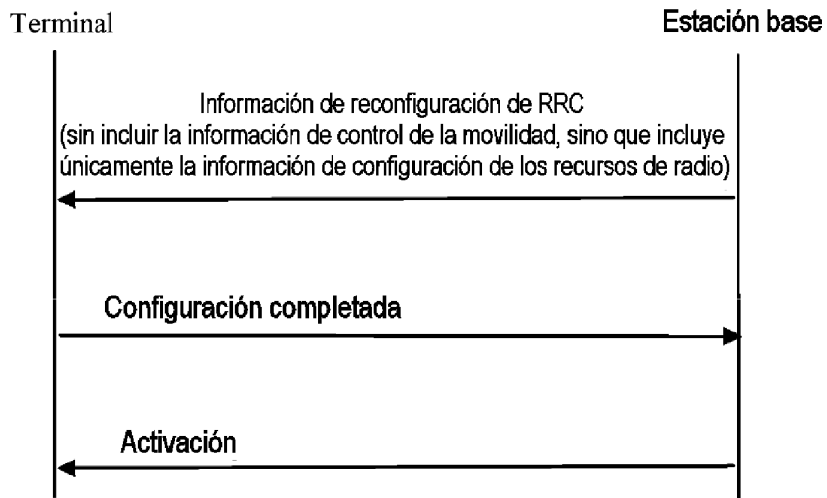 Terminal
Estación base
Información de reconfiguración de RRC
(sin incluir la información de control de la movilidad, sino que incluye
únicamente la información de configuración de los recursos de radio)
Configuración completada
Activación